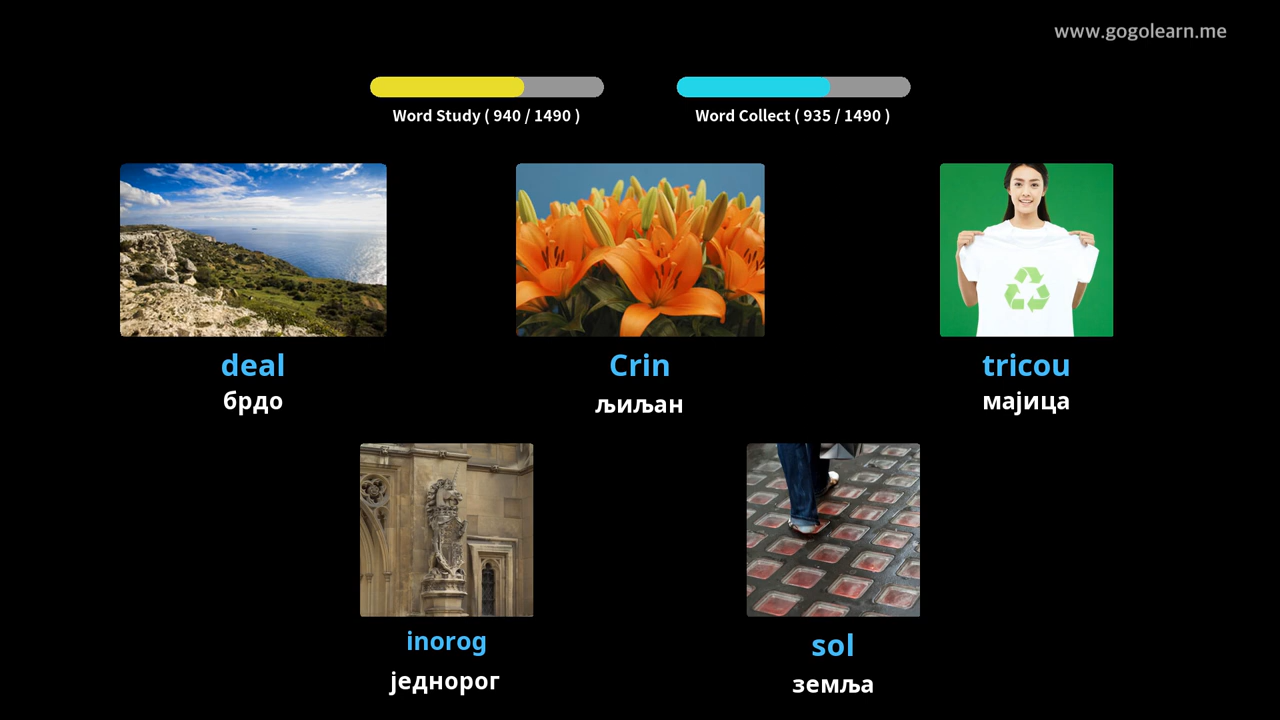 www.gogolearn.me
Word Study ( 940 / 1490 )
Word Collect ( 935 / 1490 )
deal
брдо
Crin
љиљан
tricou
мајица
inorog
једнорог
sol
земља